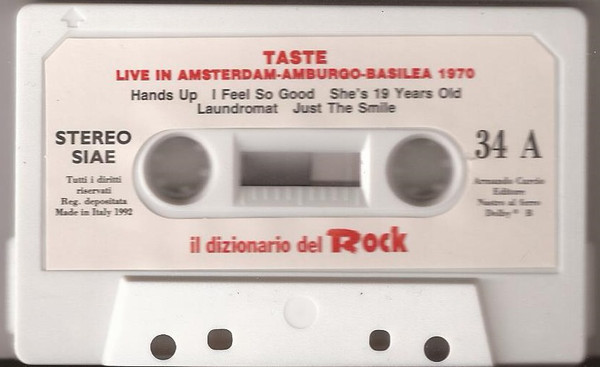 TASTE
LIVE IN AMSTERDAM-AMBURGO-BASILEA 1970
Hands Up I Feel So Good She's 19 Years Old
Laundromat Just The Smile
STEREO
SIAE
Tutti i diritti
riservati
Reg. depositata
Made in Italy 1992
34 A
Armando Curcio
Editore
Nastro al ferro
Dolby® B
il dizionario del Rock